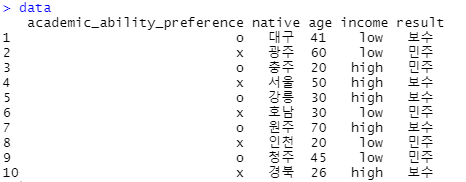 > data
academic_ability_preference native age income result
1 o 대구 41 low 보수
2 x 광주 60 low 민주
3 o 충주 20 high 민주
4 x 서울 50 high 보수
5 o 강릉 30 high 보수
6 x 호남 30 low 민주
7 o 원주 70 high 보수
8 x 인천 20 low 민주
9 o 청주 45 low 민주
10 x 경북 26 high 보수